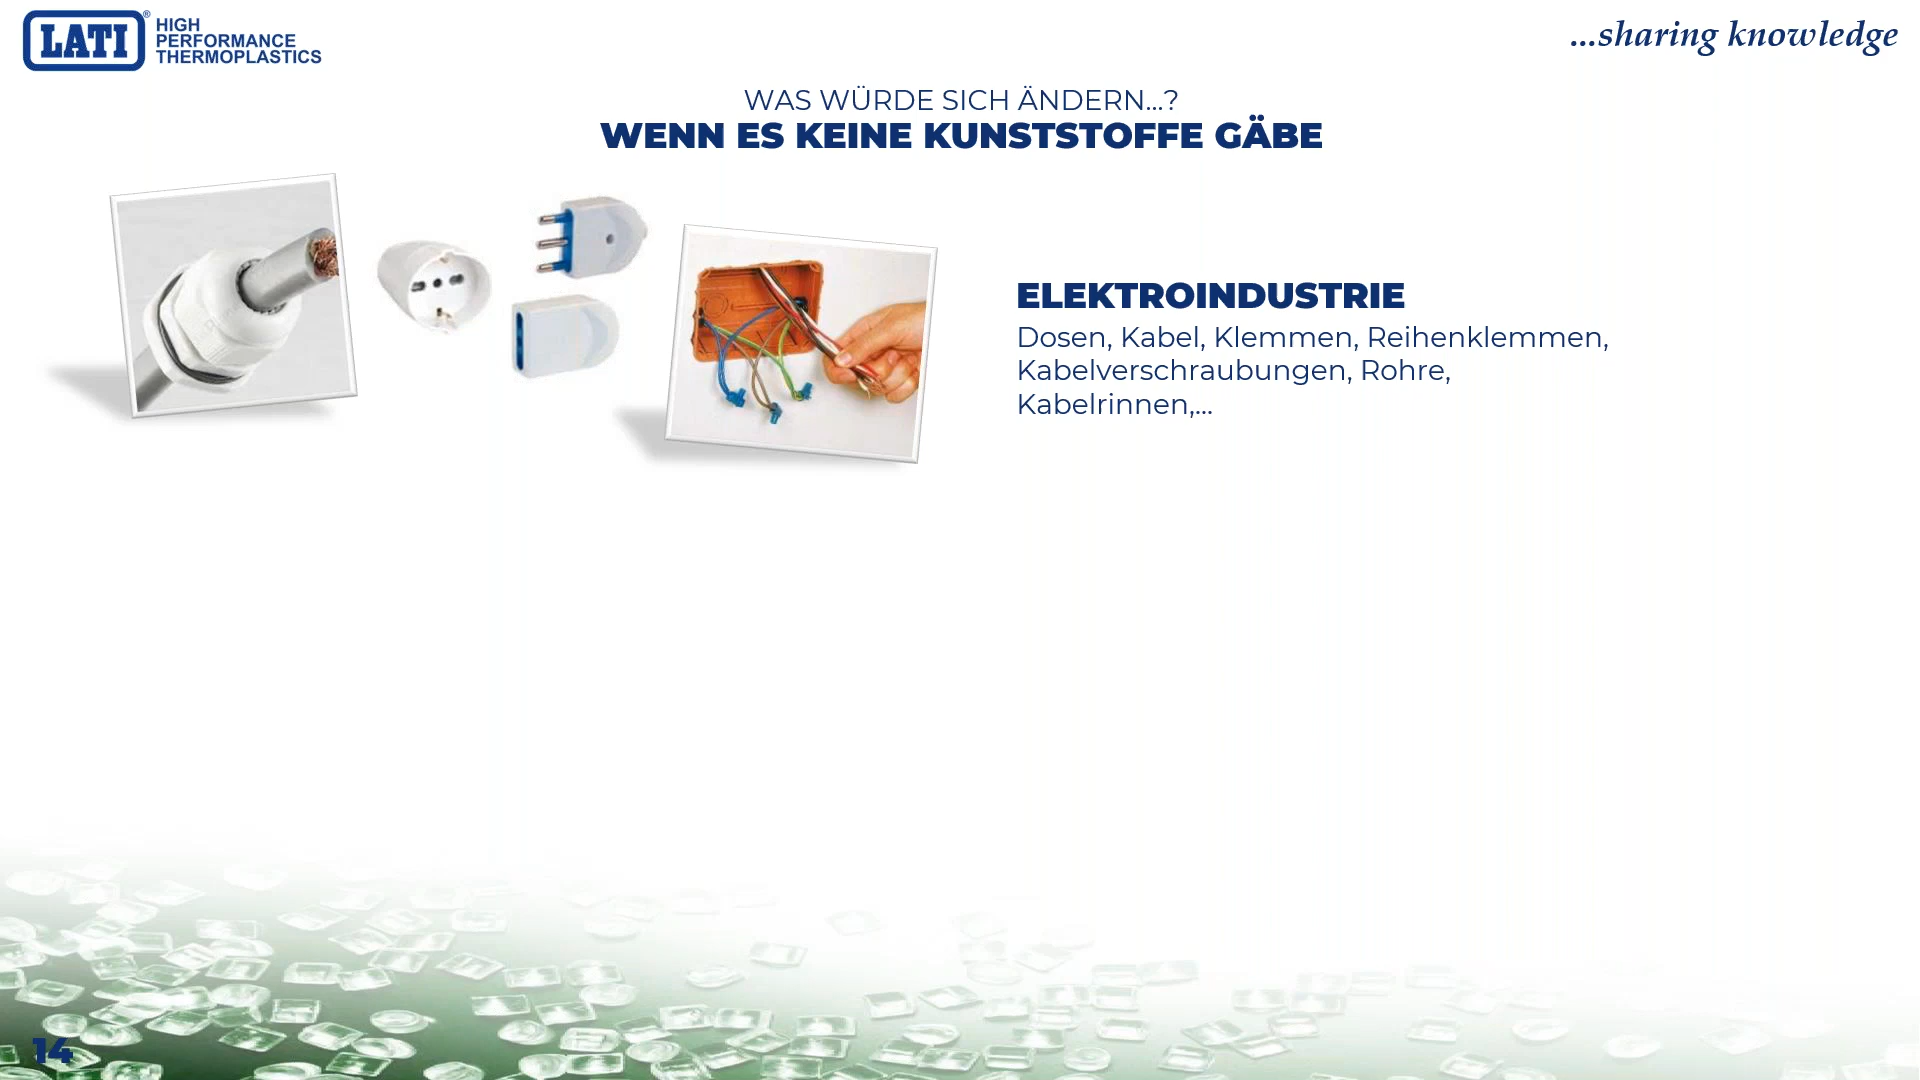 LATI®
HIGH
PERFORMANCE
THERMOPLASTICS
...sharing knowledge
WAS WÜRDE SICH ÄNDERN...?
WENN ES KEINE KUNSTSTOFFE GÄBE
ELEKTROINDUSTRIE
Dosen, Kabel, Klemmen, Reihenklemmen,
Kabelverschraubungen, Rohre,
Kabelrinnen,...
14